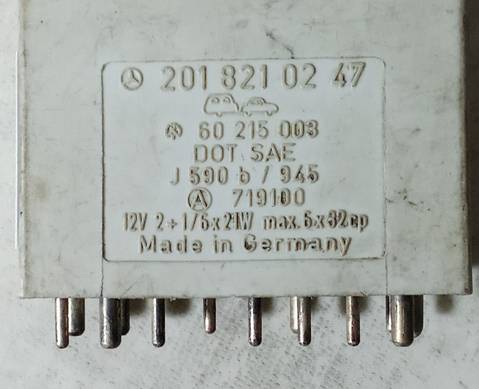 201 821 02 47
60 215 003
DOT SAE
J 590 b / 945
A 719100
12V 2+1/6x21W max.6x32cp
Made in Germany